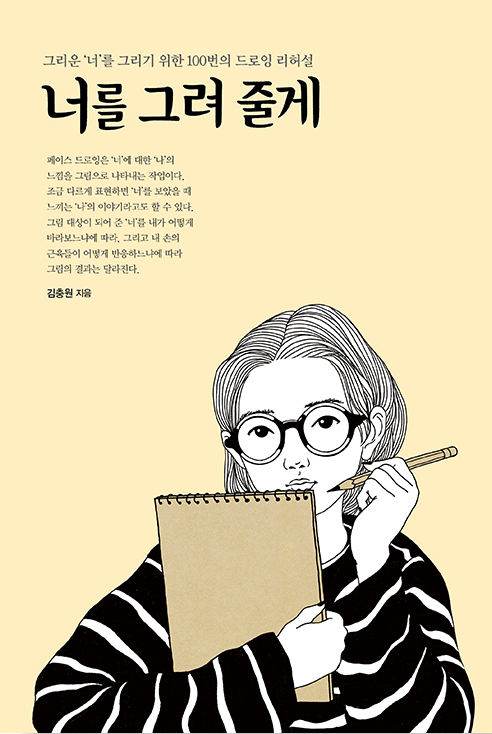 그리운 ‘너’를 그리기 위한 100번의 드로잉 리허설
너를 그려 줄게
페이스 드로잉은 ‘너’에 대한 ‘나’의
느낌을 그림으로 나타내는 작업이다.
조금 다르게 표현하면 ‘너’를 보았을 때
느끼는 ‘나’의 이야기라고도 할 수 있다.
그림 대상이 되어 준 ‘너’를 내가 어떻게
바라보느냐에 따라, 그리고 내 손의
근육들이 어떻게 반응하느냐에 따라
그림의 결과는 달라진다.
김충원 지음